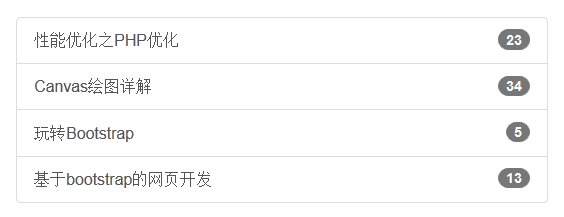 性能优化之PHP优化 23
Canvas绘图详解 34
玩转Bootstrap 5
基于bootstrap的网页开发 13